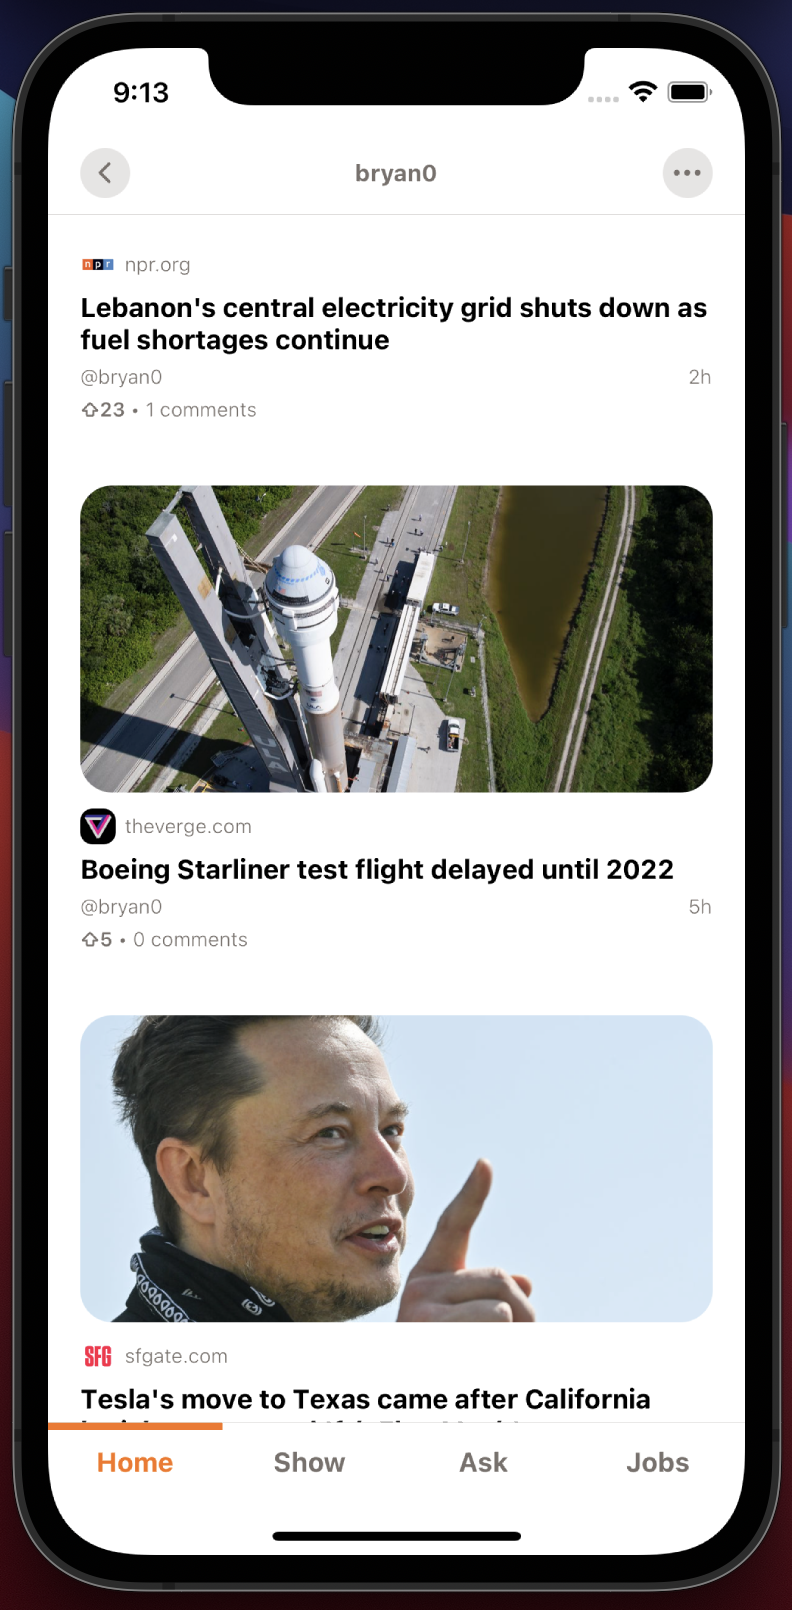 9:13
bryan0
npr npr.org
Lebanon's central electricity grid shuts down as
fuel shortages continue
@bryan0 2h
23 • 1 comments
theverge.com
Boeing Starliner test flight delayed until 2022
@bryan0 5h
5 • 0 comments
SFG sfgate.com
Tesla's move to Texas came after California
Home Show Ask Jobs